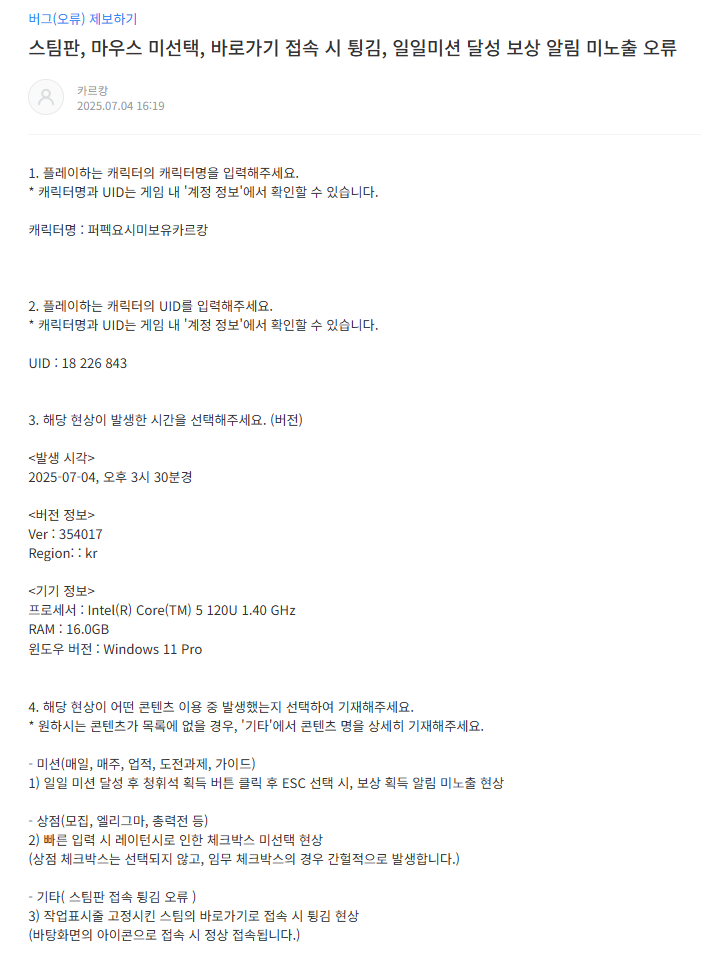 버그(오류) 제보하기
스팀판, 마우스 미선택, 바로가기 접속 시 튕김, 일일미션 달성 보상 알림 미노출 오류
카르캉
2025.07.04 16:19
1. 플레이하는 캐릭터의 캐릭터명을 입력해주세요.
* 캐릭터명과 UID는 게임 내 '계정 정보'에서 확인할 수 있습니다.
캐릭터명 : 퍼펙요시미보유카르캉
2. 플레이하는 캐릭터의 UID를 입력해주세요.
* 캐릭터명과 UID는 게임 내 '계정 정보'에서 확인할 수 있습니다.
UID : 18 226 843
3. 해당 현상이 발생한 시간을 선택해주세요. (버전)
<발생 시각>
2025-07-04, 오후 3시 30분경
<버전 정보>
Ver : 354017
Region: : kr
<기기 정보>
프로세서 : Intel(R) Core(TM) 5 120U 1.40 GHz
RAM : 16.0GB
윈도우 버전 : Windows 11 Pro
4. 해당 현상이 어떤 콘텐츠 이용 중 발생했는지 선택하여 기재해주세요.
* 원하시는 콘텐츠가 목록에 없을 경우, '기타'에서 콘텐츠 명을 상세히 기재해주세요.
- 미션(매일, 매주, 업적, 도전과제, 가이드)
1) 일일 미션 달성 후 청휘석 획득 버튼 클릭 후 ESC 선택 시, 보상 획득 알림 미노출 현상
- 상점(모집, 엘리그마, 총력전 등)
2) 빠른 입력 시 레이턴시로 인한 체크박스 미선택 현상
(상점 체크박스는 선택되지 않고, 임무 체크박스의 경우 간헐적으로 발생합니다.)
- 기타( 스팀판 접속 튕김 오류 )
3) 작업표시줄 고정시킨 스팀의 바로가기로 접속 시 튕김 현상
(바탕화면의 아이콘으로 접속 시 정상 접속됩니다.)